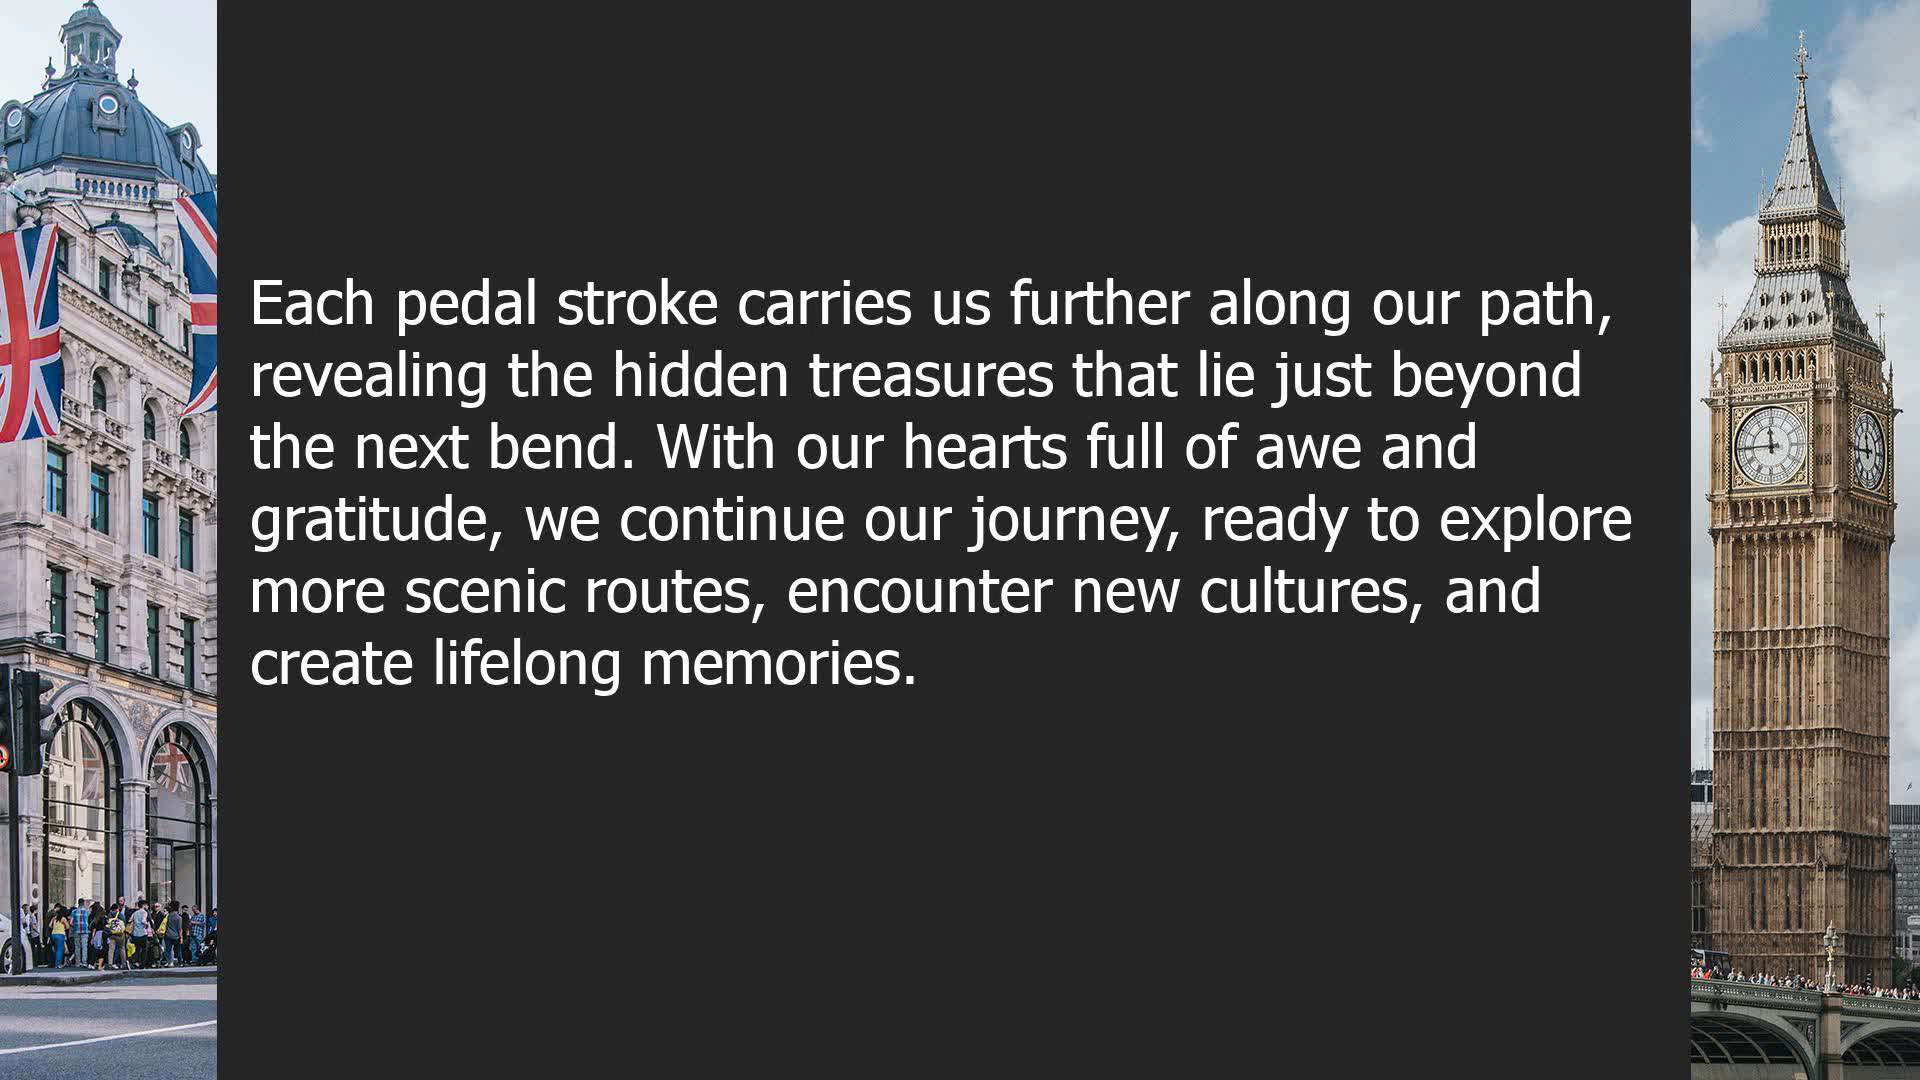 Each pedal stroke carries us further along our path,
revealing the hidden treasures that lie just beyond
the next bend. With our hearts full of awe and
gratitude, we continue our journey, ready to explore
more scenic routes, encounter new cultures, and
create lifelong memories.